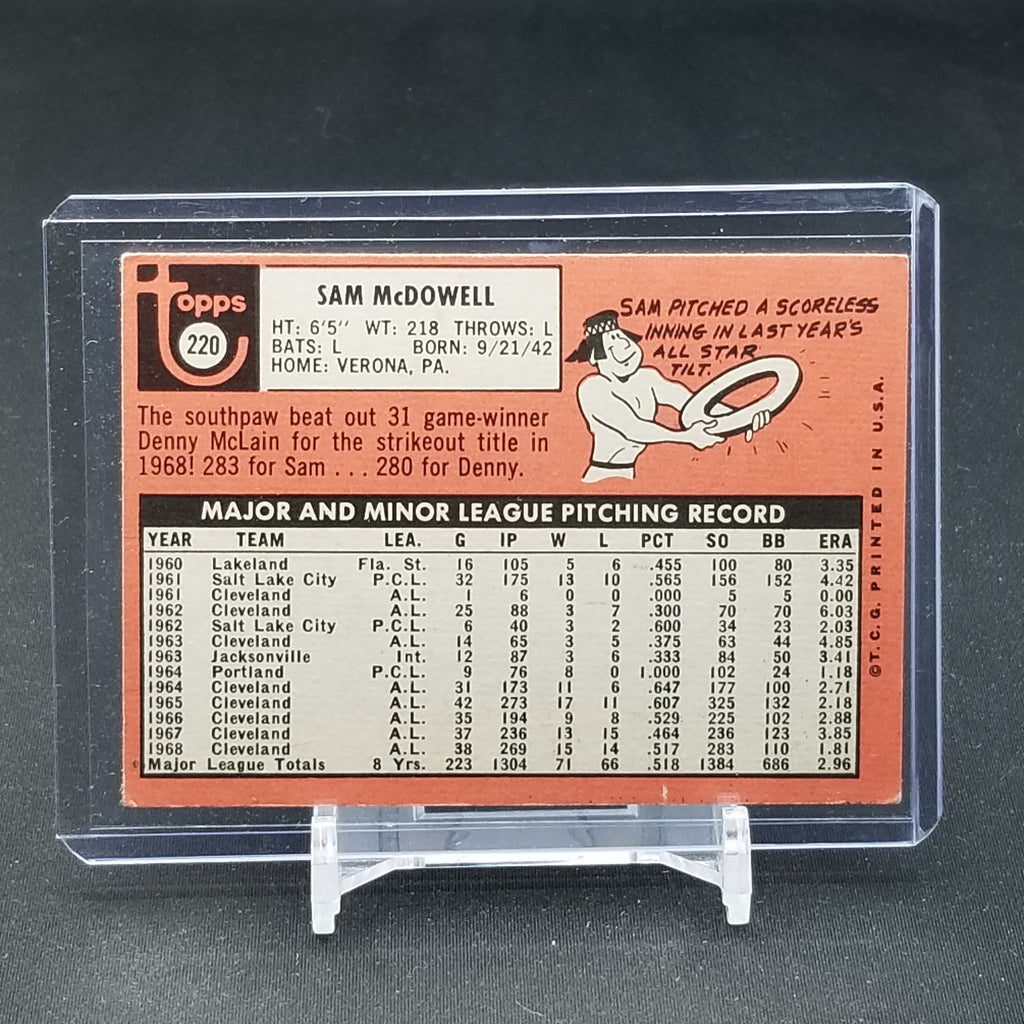 topps
220
SAM McDOWELL
HT: 6'5" WT: 218 THROWS: L
BATS: L BORN: 9/21/42
HOME: VERONA, PA.
SAM PITCHED A SCORELESS
INNING IN LAST YEAR'S
ALL STAR
TILT.
The southpaw beat out 31 game-winner
Denny McLain for the strikeout title in
1968! 283 for Sam . . . 280 for Denny.
MAJOR AND MINOR LEAGUE PITCHING RECORD
YEAR TEAM LEA. G IP W L PCT SO BB ERA
1960 Lakeland Fla. St. 16 105 5 6 .455 100 80 3.35
1961 Salt Lake City P.C.L. 32 175 13 10 .565 156 152 4.42
1961 Cleveland A.L. 1 6 0 0 .000 5 5 0.00
1962 Cleveland A.L. 25 88 3 7 .300 70 70 6.03
1962 Salt Lake City P.C.L. 6 40 3 2 .600 34 23 2.03
1963 Cleveland A.L. 14 65 3 5 .375 63 44 4.85
1963 Jacksonville Int. 12 87 3 6 .333 84 50 3.41
1964 Portland P.C.L. 9 76 8 0 1.000 102 24 1.18
1964 Cleveland A.L. 31 173 11 6 .647 177 100 2.71
1965 Cleveland A.L. 42 273 17 11 .607 325 132 2.18
1966 Cleveland A.L. 35 194 9 8 .529 225 102 2.88
1967 Cleveland A.L. 37 236 13 15 .464 236 123 3.85
1968 Cleveland A.L. 38 269 15 14 .517 283 110 1.81
Major League Totals 8 Yrs. 223 1304 71 66 .518 1384 686 2.96
©T.C.G. PRINTED IN U.S.A.